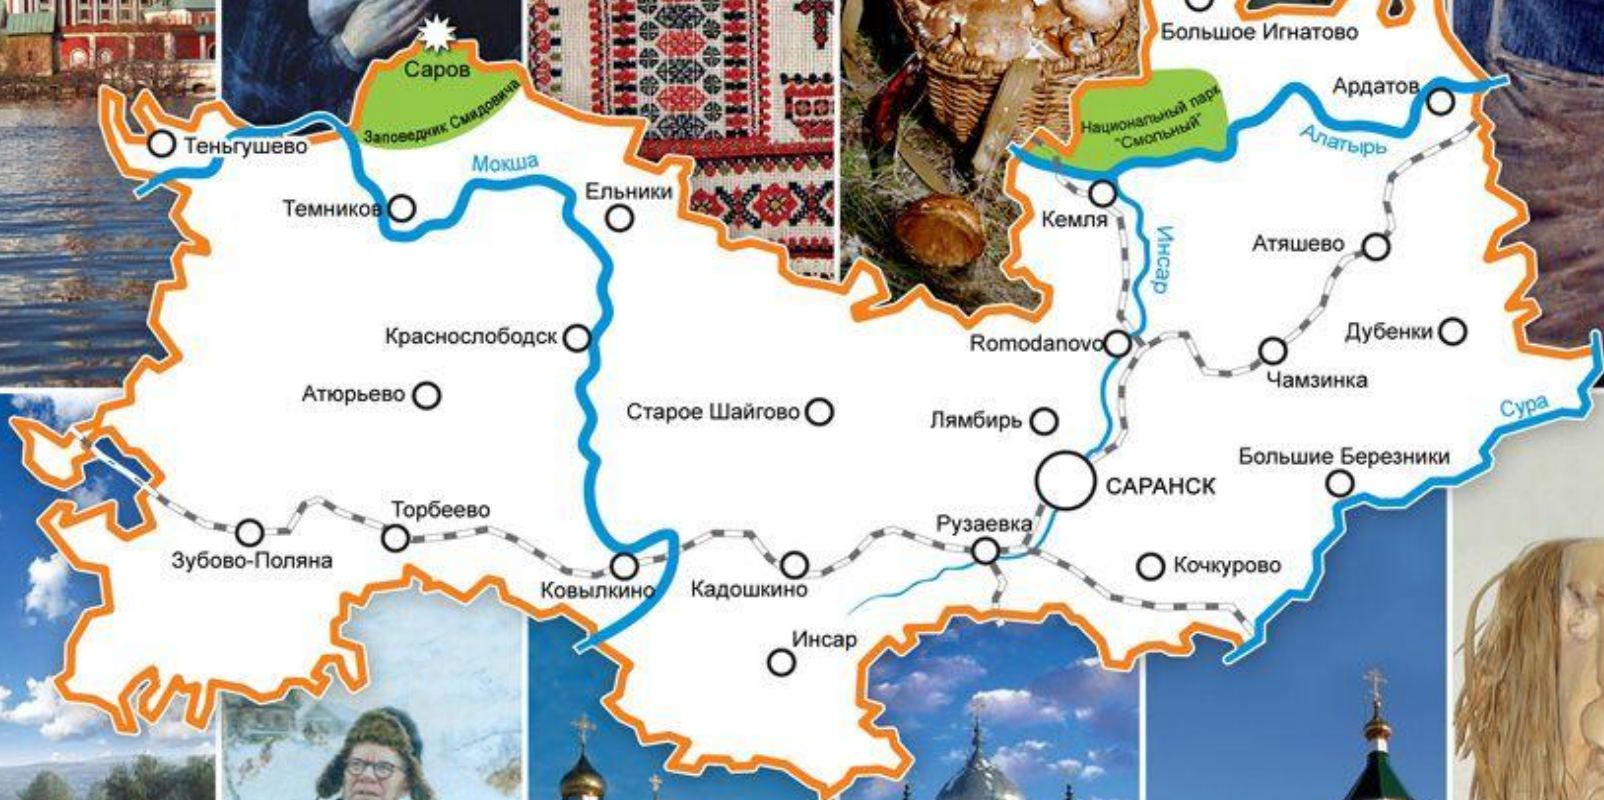 Большое Игнатово
Саров
Заповедник Смидовича
Ардатов
Национальный парк
"Смольный"
Алатырь
Теньгушево
Мокша
Ельники
Темников
Кемля
Инсар
Атяшево
Краснослободск
Romodanovo
Дубенки
Чамзинка
Атюрьево
Старое Шайгово
Лямбирь
Сура
Большие Березники
САРАНСК
Торбеево
Рузаевка
Зубово-Поляна
Ковылкино
Кадошкино
Кочкурово
Инсар